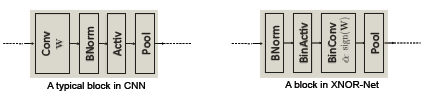 Conv
W
BNorm
Activ
Pool
A typical block in CNN
BNorm
BinActiv
BinConv
≈ sign(W)
Pool
A block in XNOR-Net